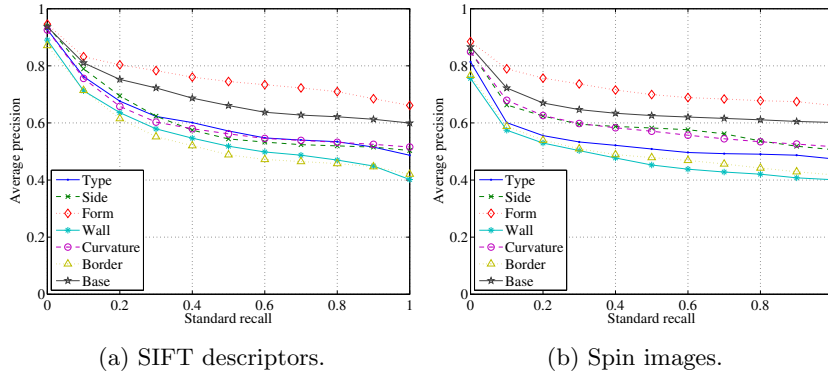 1
0.8
0.6
0.4
0.2
0
Average precision
Type
Side
Form
Wall
Curvature
Border
Base
0 0.2 0.4 0.6 0.8 1
Standard recall
(a) SIFT descriptors.
1
0.8
0.6
0.4
0.2
0
Average precision
Type
Side
Form
Wall
Curvature
Border
Base
0 0.2 0.4 0.6 0.8
Standard recall
(b) Spin images.